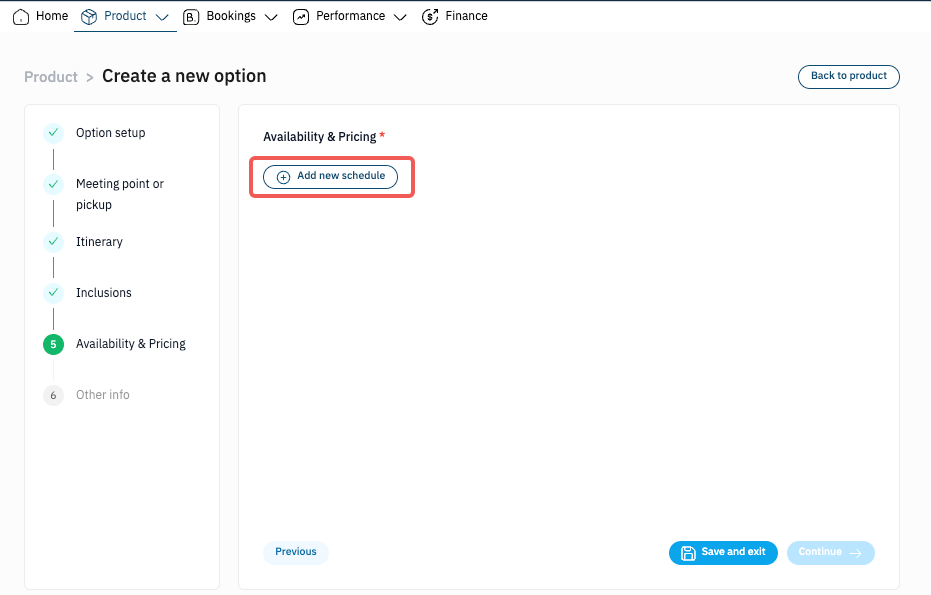 Home Product B. Bookings Performance $ Finance
Product > Create a new option
Back to product
Option setup
Meeting point or
pickup
Itinerary
Inclusions
5 Availability & Pricing
6 Other info
Availability & Pricing *
Add new schedule
Previous
Save and exit
Continue